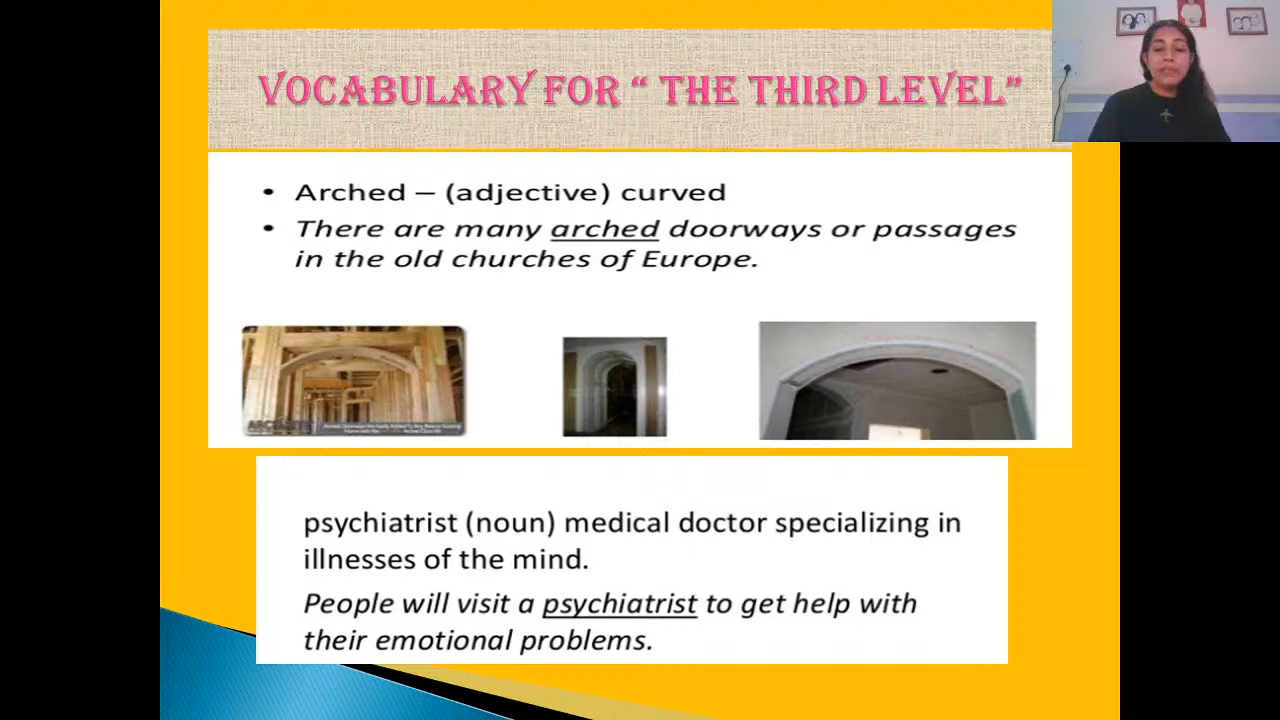 VOCABULARY FOR “ THE THIRD LEVEL”
• Arched – (adjective) curved
• There are many arched doorways or passages
in the old churches of Europe.
psychiatrist (noun) medical doctor specializing in
illnesses of the mind.
People will visit a psychiatrist to get help with
their emotional problems.